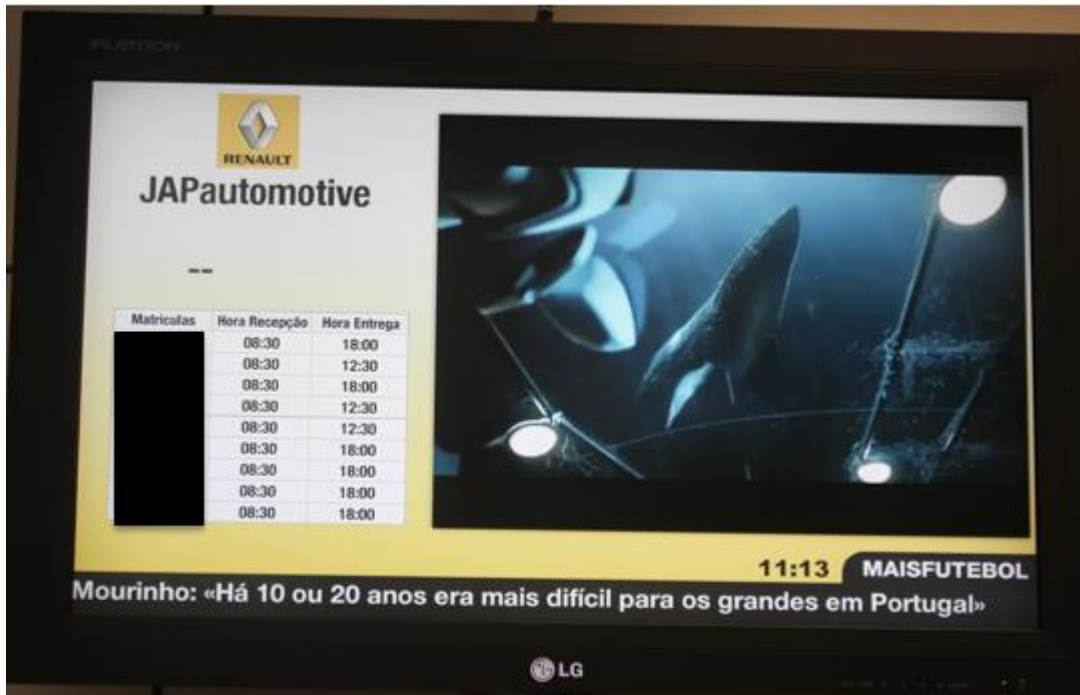 FLATRON
RENAULT
JAPautomotive
--
Matriculas Hora Recepção Hora Entrega
08:30 18:00
08:30 12:30
08:30 18:00
08:30 12:30
08:30 12:30
08:30 18:00
08:30 18:00
08:30 18:00
08:30 18:00
11:13 MAISFUTEBOL
Mourinho: «Há 10 ou 20 anos era mais difícil para os grandes em Portugal»
LG